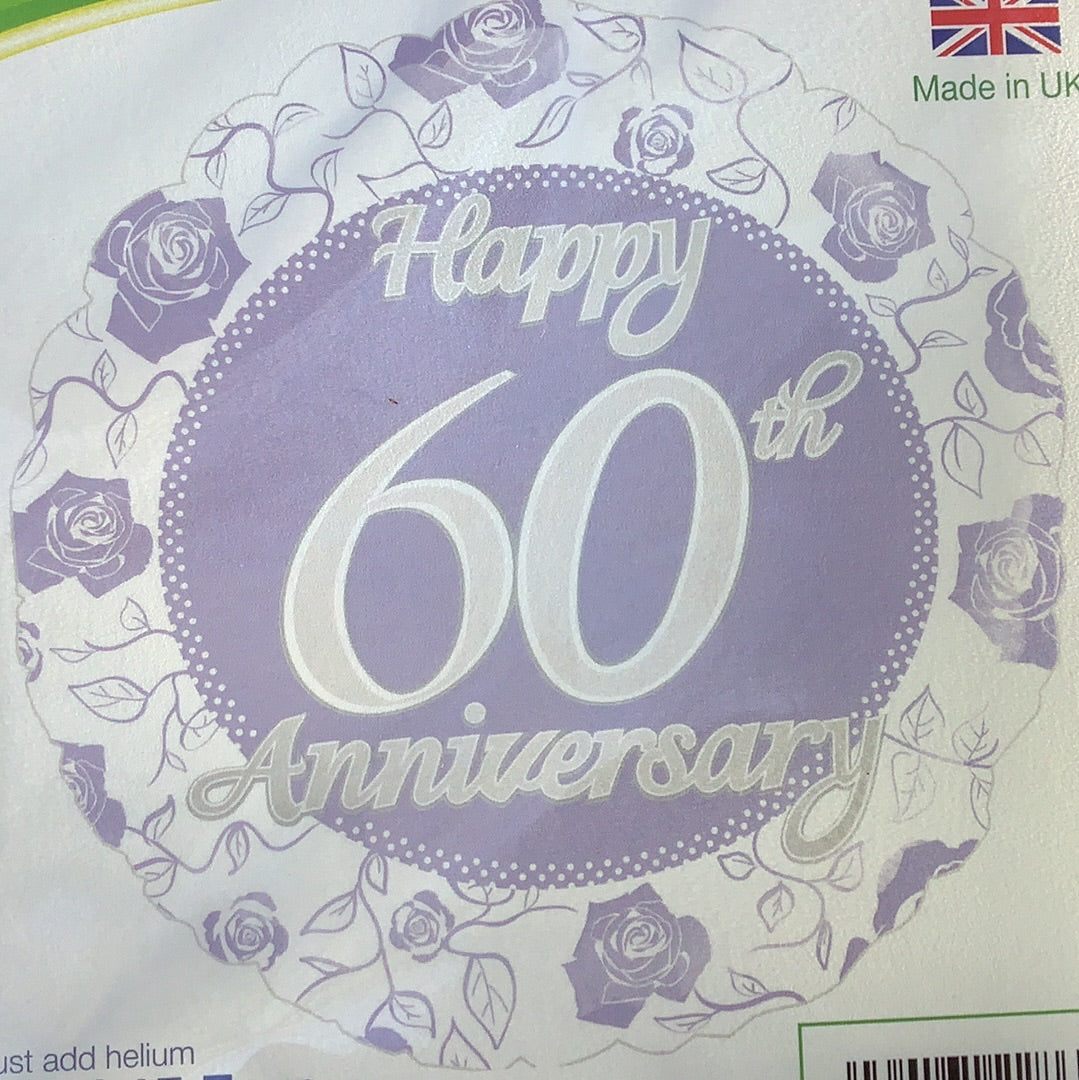 Made in UK
Happy
60th
Anniversary
ust add helium